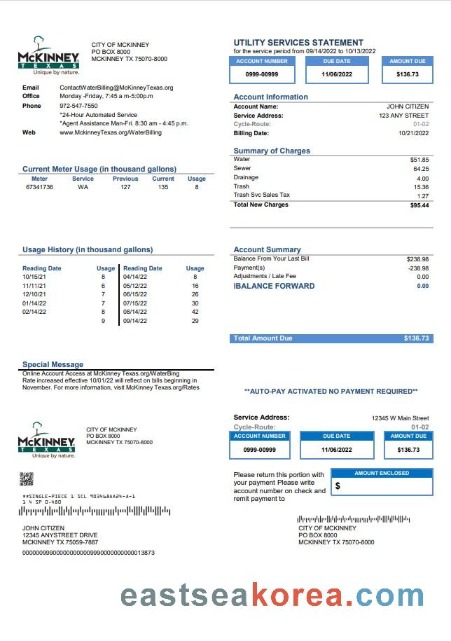 McKINNEY
TEXAS
Unique by nature.
CITY OF MCKINNEY
PO BOX 8000
MCKINNEY TX 75070-8000
Email ContactWaterBilling@McKinneyTexas.org
Office Monday -Friday, 7:45 a m-5:00p.m
Phone 972-547-7550
*24-Hour Automated Service
*Agent Assistance Man-Fri. 8:30 am - 4:45 p.m.
Web www.McKinneyTexas.org/WaterBilling
UTILITY SERVICES STATEMENT
for the service period from 09/14/2022 to 10/13/2022
ACCOUNT NUMBER DUE DATE AMOUNT DUE
0999-00999 11/06/2022 $136.73
Account Information
Account Name: JOHN CITIZEN
Service Address: 123 ANY STREET
Cycle-Route: 01-02
Billing Date: 10/21/2022
Summary of Charges
Water $51.85
Sewer 64.25
Drainage 4.00
Trash 15.36
Trash Svc Sales Tax 1.27
Total New Charges $95.44
Current Meter Usage (in thousand gallons)
Meter Service Previous Current Usage
67341736 WA 127 135 8
Usage History (in thousand gallons)
Reading Date Usage Reading Date Usage
10/15/21 8 04/14/22 8
11/11/21 6 05/12/22 16
12/10/21 7 06/15/22 26
01/14/22 7 07/15/22 30
02/14/22 8 08/14/22 42
9 09/14/22 29
Account Summary
Balance From Your Last Bill $238.98
Payment(s) -238.98
Adjustments / Late Fee 0.00
!BALANCE FORWARD 0.00
Total Amount Due $136.73
Special Message
Online Account Access at McKinney Texas.org/WaterBing
Rate increased effective 10/01/22 will reflect on bills beginning in
November. For more information, visit McKinneyTexas.org/Rates
**AUTO-PAY ACTIVATED NO PAYMENT REQUIRED**
McKINNEY
TEXAS
Unique by nature.
CITY OF MCKINNEY
PO BOX 8000
MCKINNEY TX 75070-8000
Service Address: 12345 W Main Street
Cycle-Route: 01-02
ACCOUNT NUMBER DUE DATE AMOUNT DUE
0999-00999 11/06/2022 $136.73
Please return this portion with
your payment Please write
account number on check and
remit payment to
AMOUNT ENCLOSED
$
JOHN CITIZEN
12345 ANYSTREET DRIVE
MCKINNEY TX 75059-7887
CITY OF MCKINNEY
PO BOX 8000
MCKINNEY TX 75070-8000
eastseakorea.com